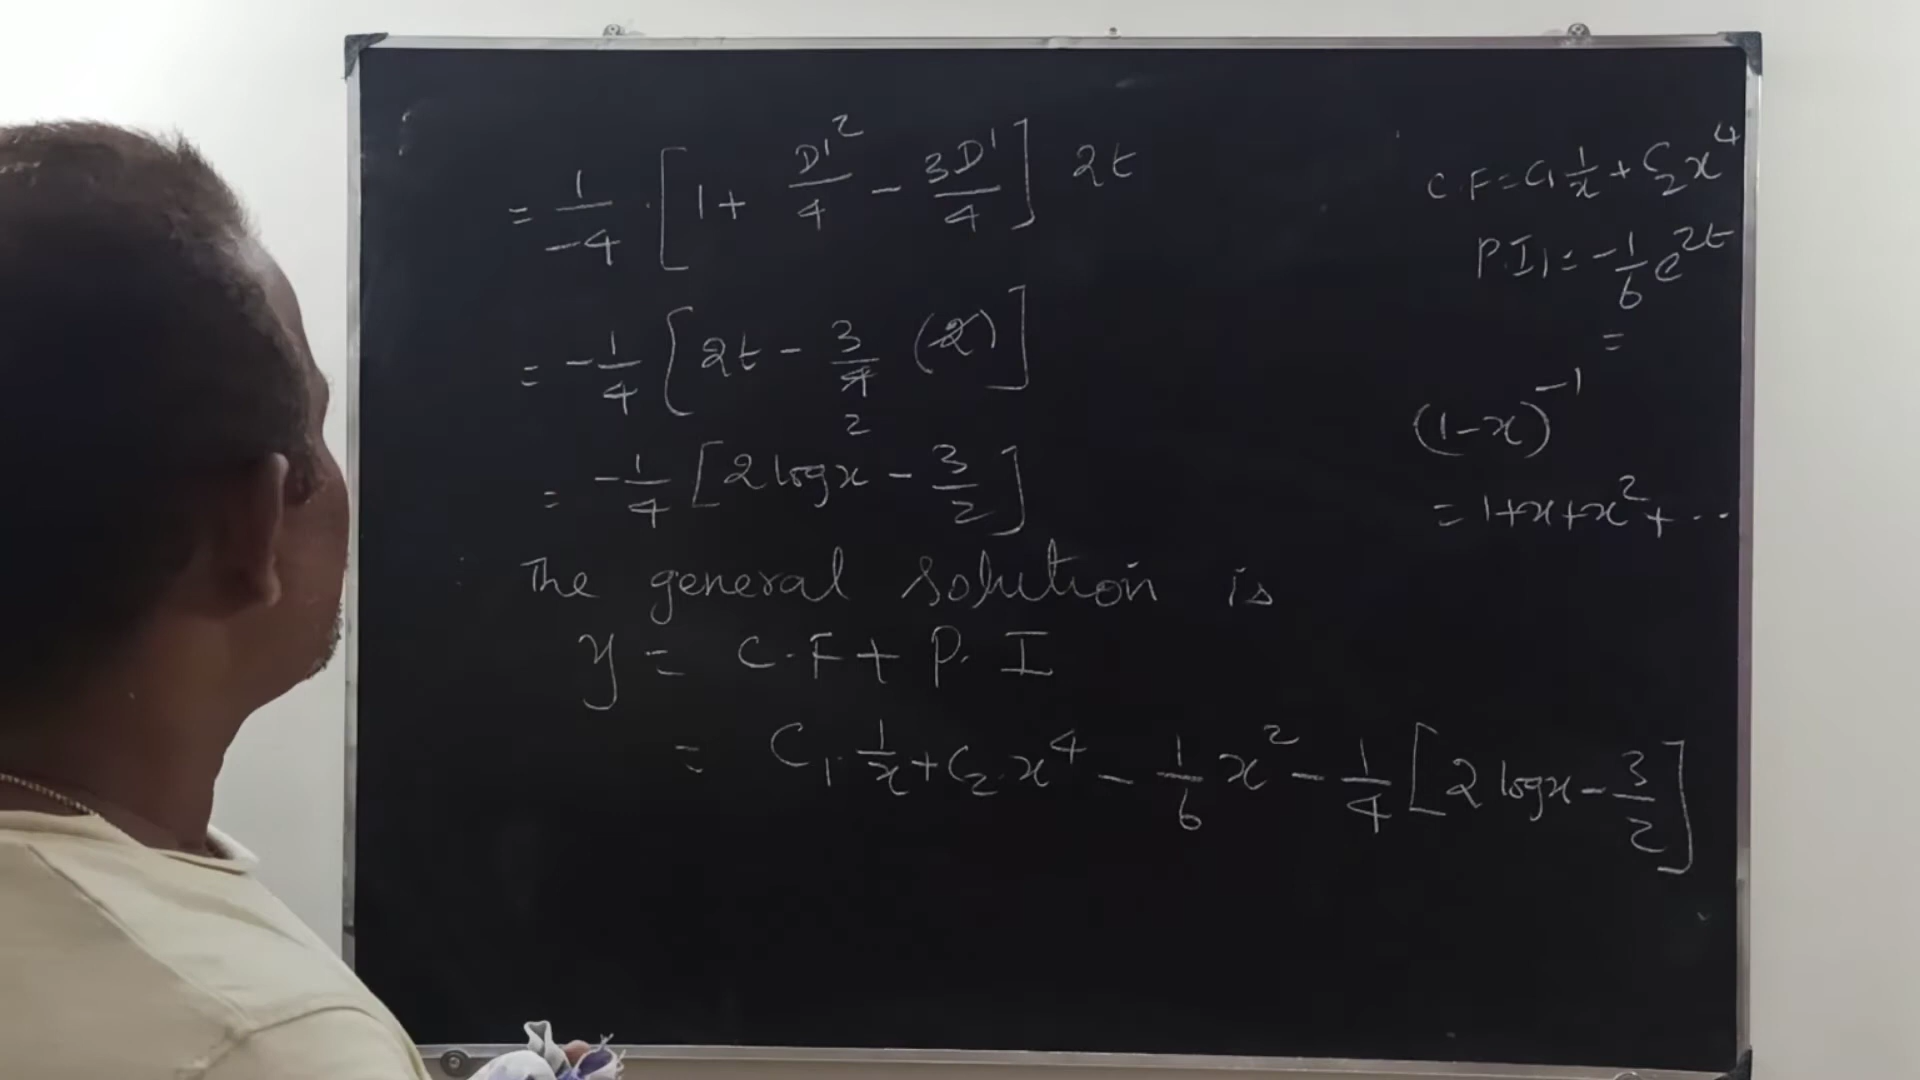 = 1/-4 · [1 + D'²/4 - 3D'/4] 2t
= -1/4 [2t - 3/4 (2)]
2
= -1/4 [2 log x - 3/2]
The general solution is
y = C.F + P.I
= C₁ · 1/x + C₂ · x⁴ - 1/6 x² - 1/4 [2 log x - 3/2]
C.F = C₁ 1/x + C₂ x⁴
P.I₁ = -1/6 e^2t
=
(1-x)⁻¹
= 1+x+x²+...